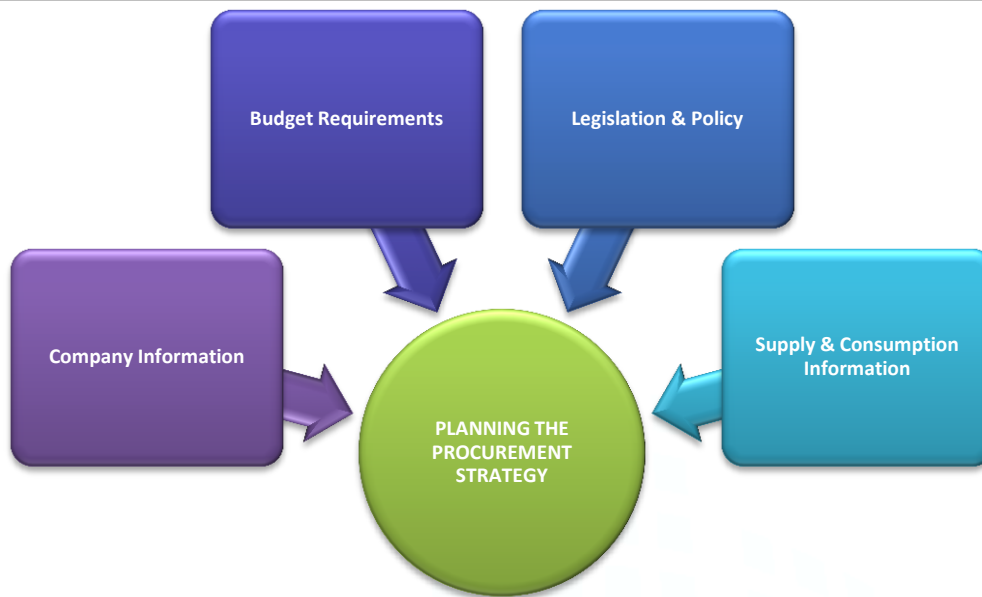 Budget Requirements
Legislation & Policy
Company Information
Supply & Consumption
Information
PLANNING THE
PROCUREMENT
STRATEGY